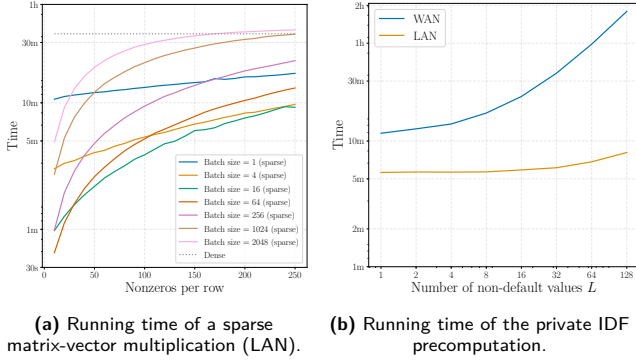 1h
30m
10m
5m
1m
30s
Time
0
50
100
150
200
250
Nonzeros per row
Batch size = 1 (sparse)
Batch size = 4 (sparse)
Batch size = 16 (sparse)
Batch size = 64 (sparse)
Batch size = 256 (sparse)
Batch size = 1024 (sparse)
Batch size = 2048 (sparse)
Dense
(a) Running time of a sparse
matrix-vector multiplication (LAN).
2h
1h
30m
10m
5m
2m
1m
Time
WAN
LAN
1
2
4
8
16
32
64
128
Number of non-default values L
(b) Running time of the private IDF
precomputation.